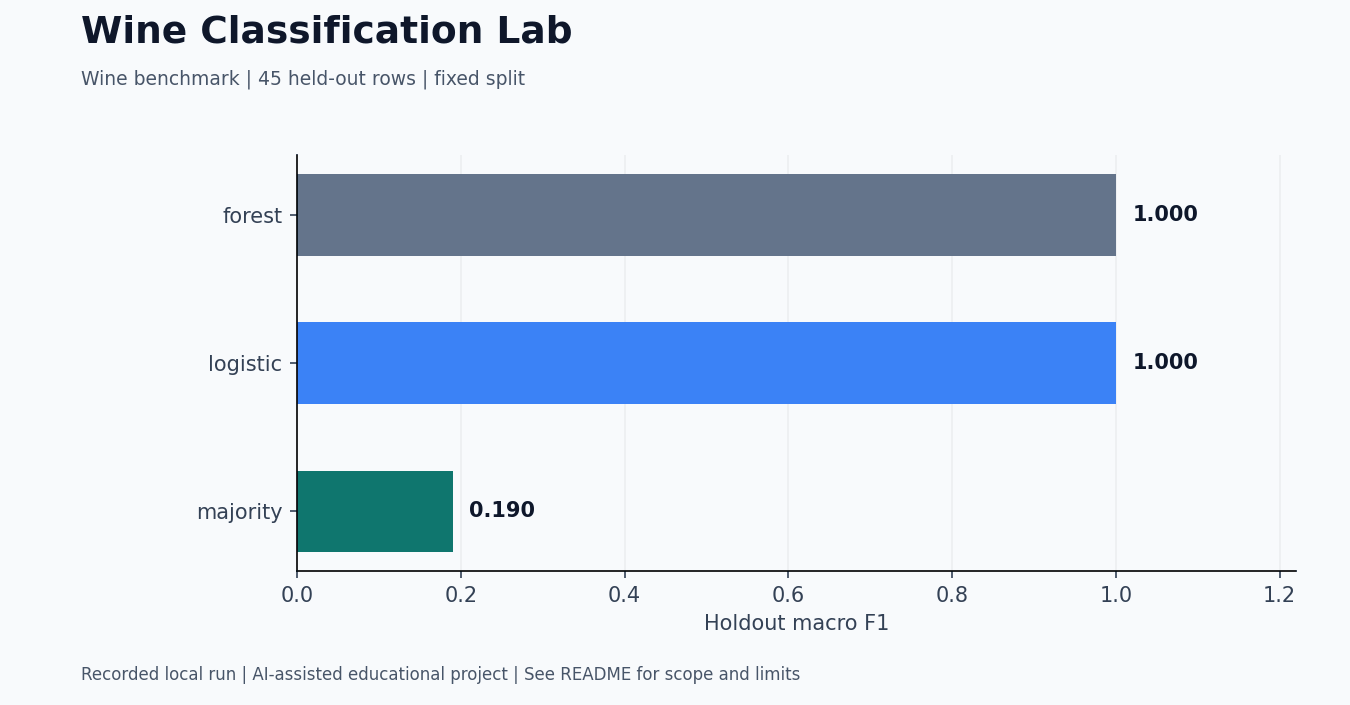 Wine Classification Lab
Wine benchmark | 45 held-out rows | fixed split
forest
1.000
logistic
1.000
majority
0.190
0.0 0.2 0.4 0.6 0.8 1.0 1.2
Holdout macro F1
Recorded local run | AI-assisted educational project | See README for scope and limits